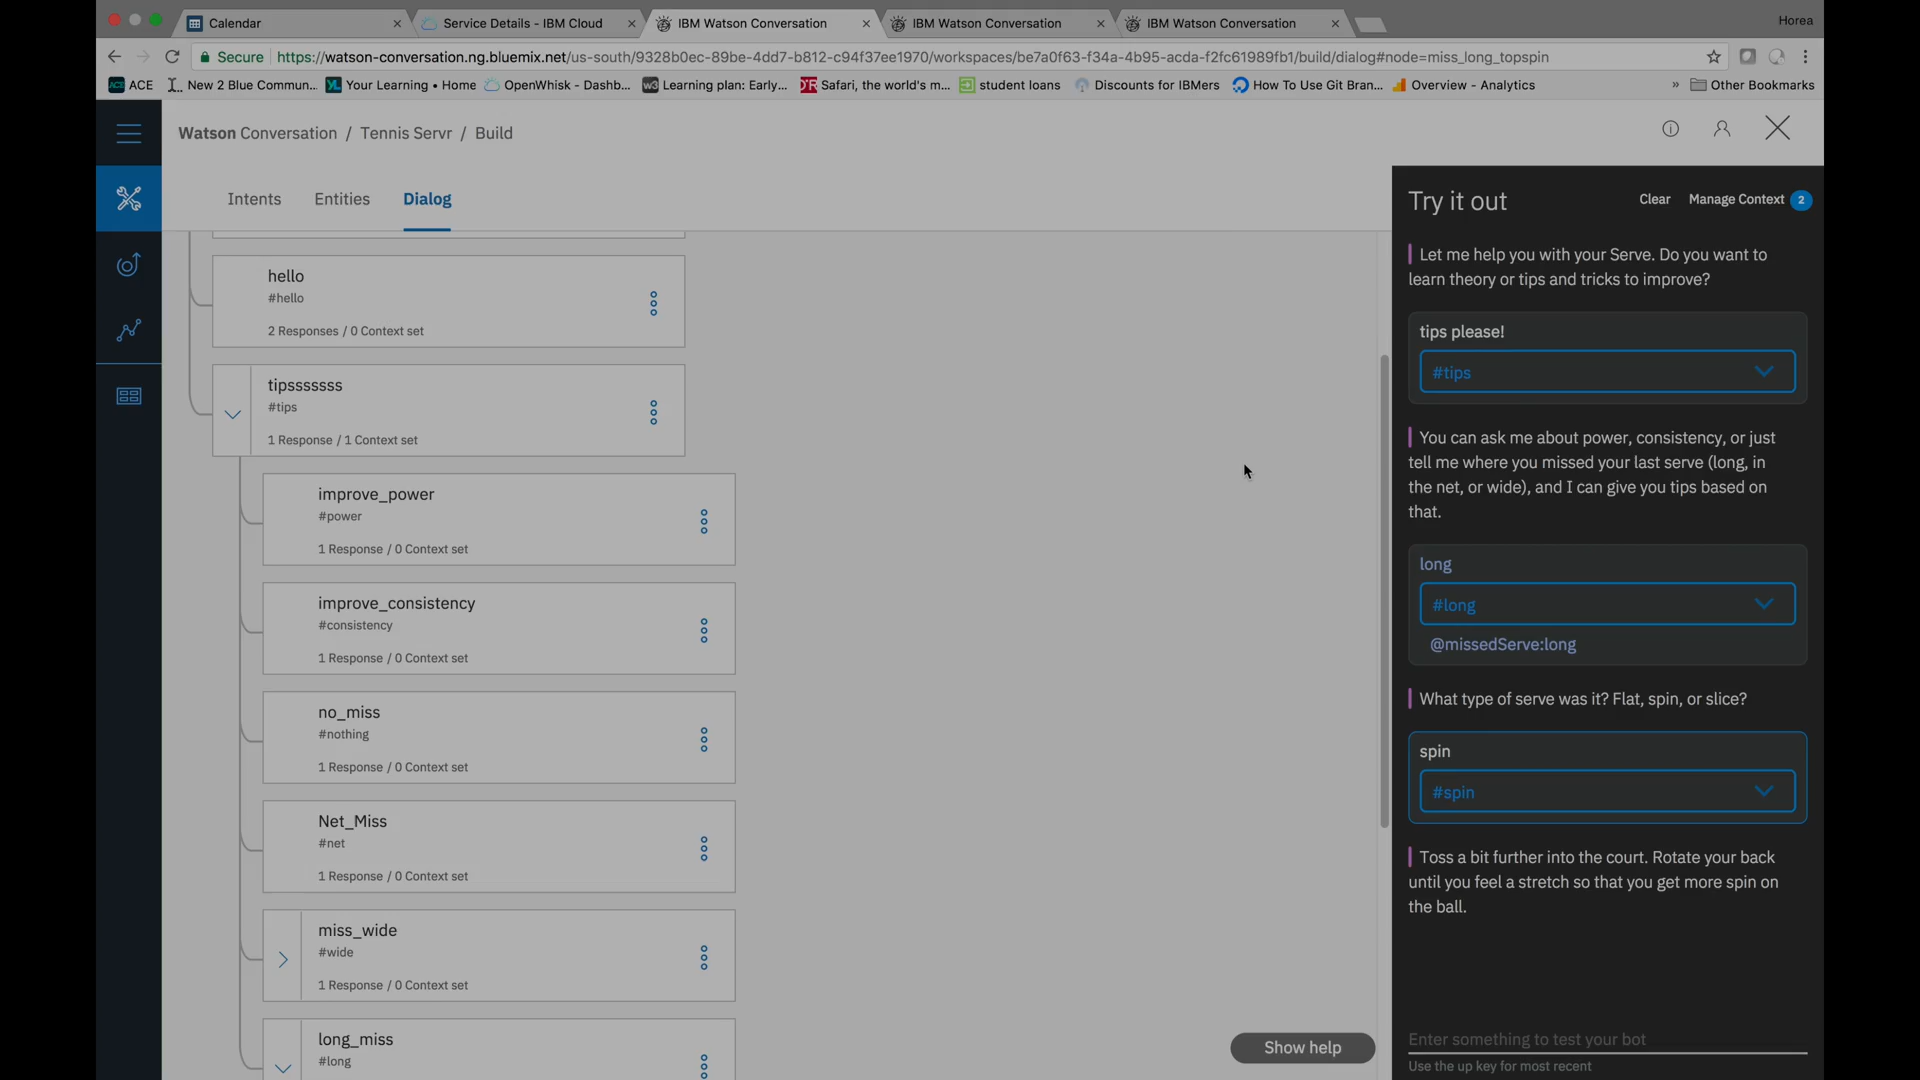 Calendar
Service Details - IBM Cloud
IBM Watson Conversation
IBM Watson Conversation
IBM Watson Conversation
Horea
Secure
https://watson-conversation.ng.bluemix.net/us-south/9328b0ec-89be-4dd7-b812-c94f37ee1970/workspaces/be7a0f63-f34a-4b95-acda-f2fc61989fb1/build/dialog#node=miss_long_topspin
ACE
New 2 Blue Commun...
Your Learning • Home
OpenWhisk - Dashb...
Learning plan: Early...
Safari, the world's m...
student loans
Discounts for IBMers
How To Use Git Bran...
Overview - Analytics
»
Other Bookmarks
Watson Conversation / Tennis Servr / Build
Intents
Entities
Dialog
hello
#hello
2 Responses / 0 Context set
tipsssssss
#tips
1 Response / 1 Context set
improve_power
#power
1 Response / 0 Context set
improve_consistency
#consistency
1 Response / 0 Context set
no_miss
#nothing
1 Response / 0 Context set
Net_Miss
#net
1 Response / 0 Context set
miss_wide
#wide
1 Response / 0 Context set
long_miss
#long
Show help
Try it out
Clear
Manage Context 2
Let me help you with your Serve. Do you want to
learn theory or tips and tricks to improve?
tips please!
#tips
You can ask me about power, consistency, or just
tell me where you missed your last serve (long, in
the net, or wide), and I can give you tips based on
that.
long
#long
@missedServe:long
What type of serve was it? Flat, spin, or slice?
spin
#spin
Toss a bit further into the court. Rotate your back
until you feel a stretch so that you get more spin on
the ball.
Enter something to test your bot
Use the up key for most recent